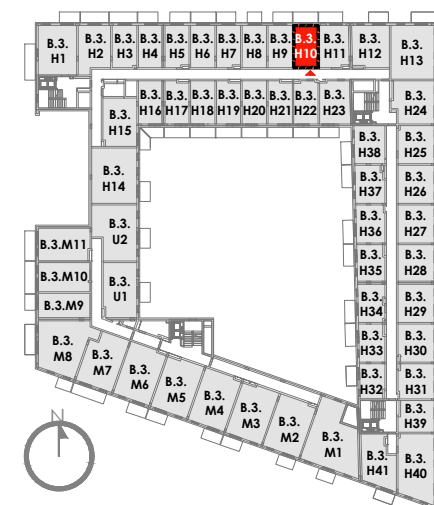 B.3.
H1
B.3.
H2
B.3.
H3
B.3.
H4
B.3.
H5
B.3.
H6
B.3.
H7
B.3.
H8
B.3.
H9
B.3.
H10
B.3.
H11
B.3.
H12
B.3.
H13
B.3.
H15
B.3.
H16
B.3.
H17
B.3.
H18
B.3.
H19
B.3.
H20
B.3.
H21
B.3.
H22
B.3.
H23
B.3.
H24
B.3.
H38
B.3.
H25
B.3.
H14
B.3.
H37
B.3.
H26
B.3.
U2
B.3.
H36
B.3.
H27
B.3.M11
B.3.
H35
B.3.
H28
B.3.M10
B.3.
U1
B.3.M9
B.3.
H34
B.3.
H29
B.3.
M8
B.3.
M7
B.3.
M6
B.3.
M5
B.3.
M4
B.3.
M3
B.3.
M2
B.3.
M1
B.3.
H33
B.3.
H30
B.3.
H32
B.3.
H31
B.3.
H39
B.3.
H41
B.3.
H40
N